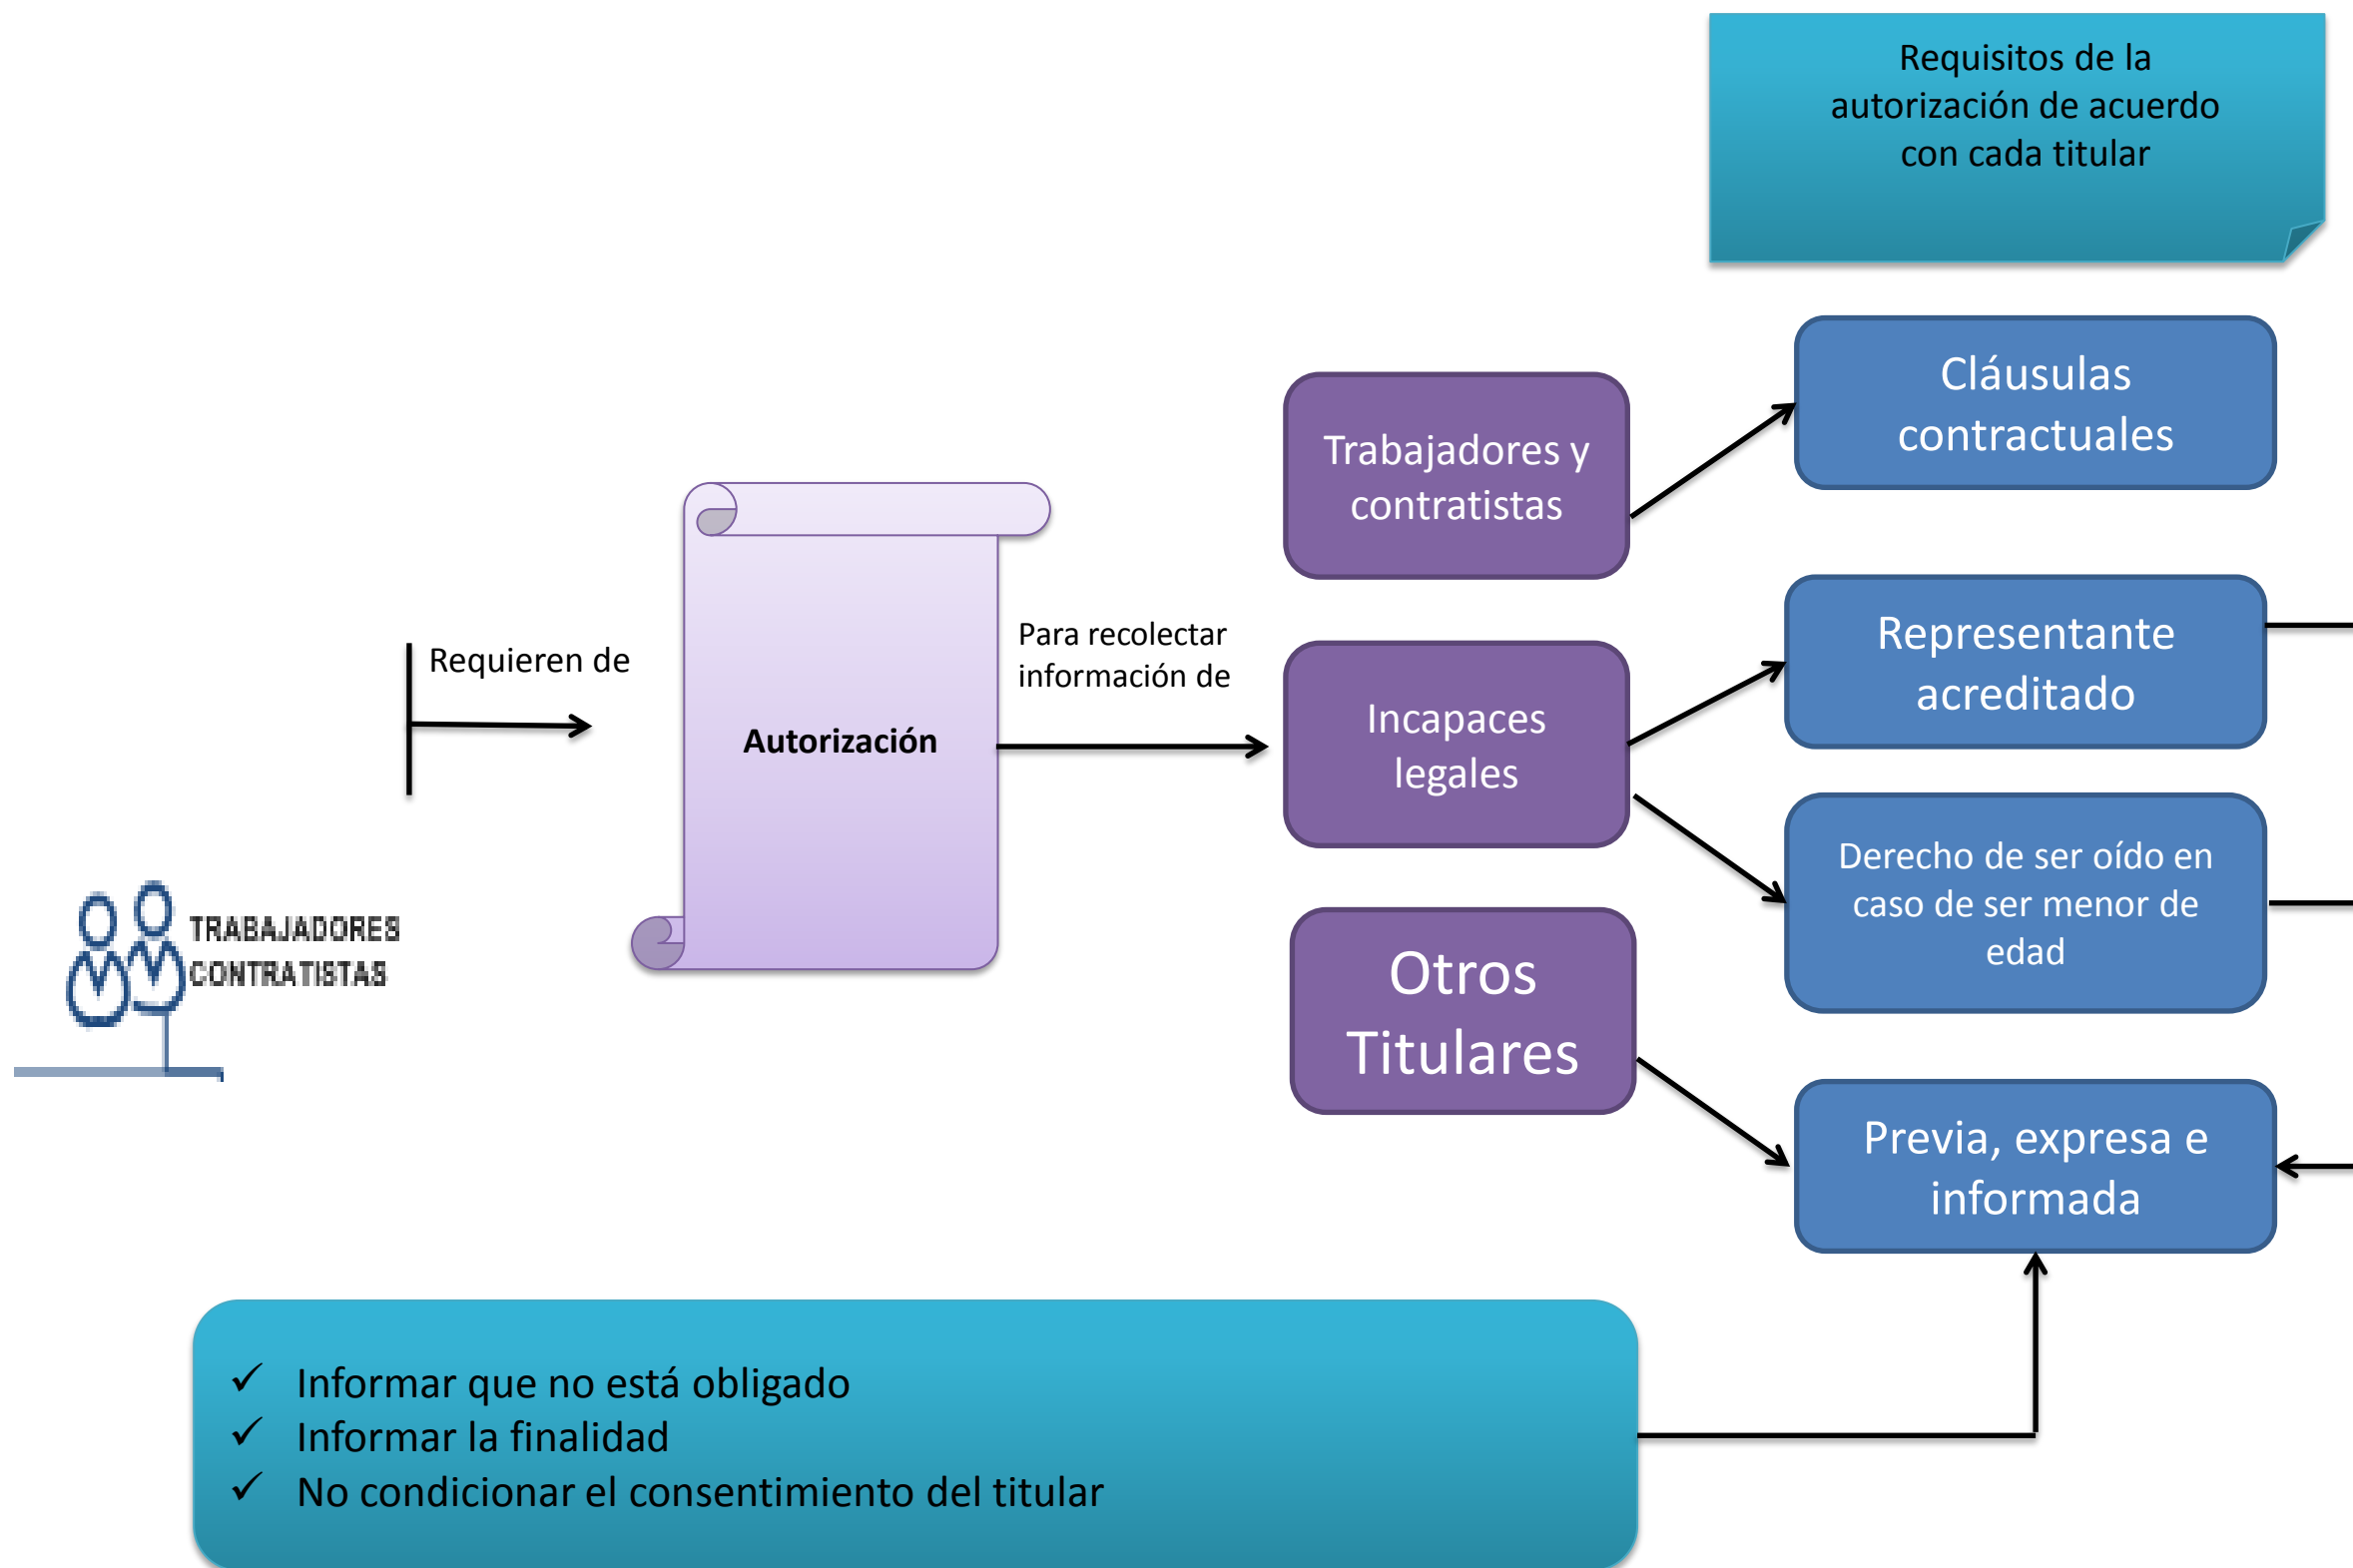 Requisitos de la
autorización de acuerdo
con cada titular
Cláusulas
contractuales
Trabajadores y
contratistas
Requieren de
Para recolectar
información de
Representante
acreditado
Autorización
Incapaces
legales
Derecho de ser oído en
caso de ser menor de
edad
TRABAJADORES
CONTRATISTAS
Otros
Titulares
Previa, expresa e
informada
✓ Informar que no está obligado
✓ Informar la finalidad
✓ No condicionar el consentimiento del titular